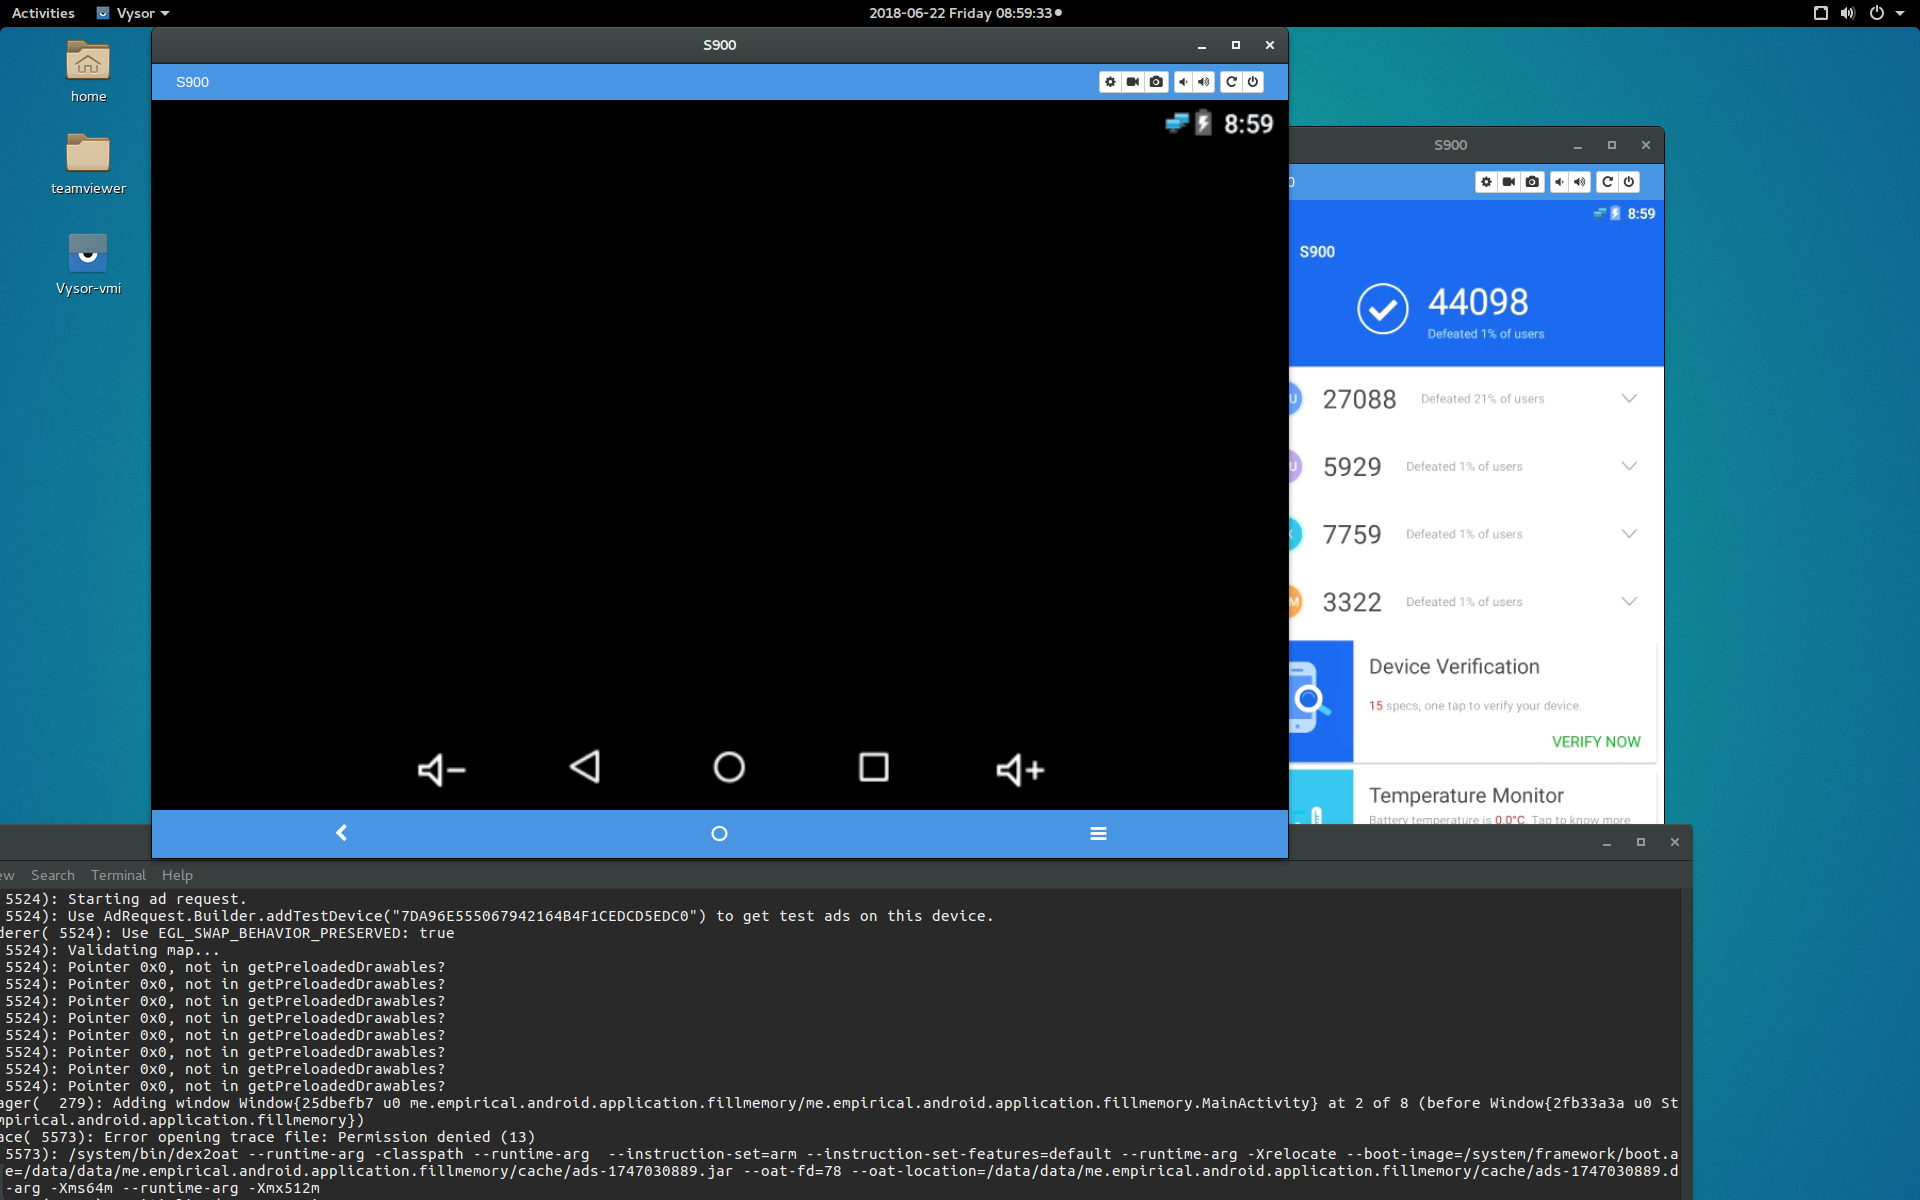 Activities
Vysor
2018-06-22 Friday 08:59:33
home
teamviewer
Vysor-vmi
S900
S900
8:59
S900
0
8:59
S900
44098
Defeated 1% of users
U
27088
Defeated 21% of users
U
5929
Defeated 1% of users
X
7759
Defeated 1% of users
M
3322
Defeated 1% of users
Device Verification
15 specs, one tap to verify your device.
VERIFY NOW
Temperature Monitor
Battery temperature is 0.0°C. Tap to know more
ew Search Terminal Help
5524): Starting ad request.
5524): Use AdRequest.Builder.addTestDevice("7DA96E555067942164B4F1CEDCD5EDC0") to get test ads on this device.
derer( 5524): Use EGL_SWAP_BEHAVIOR_PRESERVED: true
5524): Validating map...
5524): Pointer 0x0, not in getPreloadedDrawables?
5524): Pointer 0x0, not in getPreloadedDrawables?
5524): Pointer 0x0, not in getPreloadedDrawables?
5524): Pointer 0x0, not in getPreloadedDrawables?
5524): Pointer 0x0, not in getPreloadedDrawables?
5524): Pointer 0x0, not in getPreloadedDrawables?
5524): Pointer 0x0, not in getPreloadedDrawables?
5524): Pointer 0x0, not in getPreloadedDrawables?
ager(  279): Adding window Window{25dbefb7 u0 me.empirical.android.application.fillmemory/me.empirical.android.application.fillmemory.MainActivity} at 2 of 8 (before Window{2fb33a3a u0 St
mpirical.android.application.fillmemory})
ace( 5573): Error opening trace file: Permission denied (13)
5573): /system/bin/dex2oat --runtime-arg -classpath --runtime-arg  --instruction-set=arm --instruction-set-features=default --runtime-arg -Xrelocate --boot-image=/system/framework/boot.a
e=/data/data/me.empirical.android.application.fillmemory/cache/ads-1747030889.jar --oat-fd=78 --oat-location=/data/data/me.empirical.android.application.fillmemory/cache/ads-1747030889.d
-arg -Xms64m --runtime-arg -Xmx512m